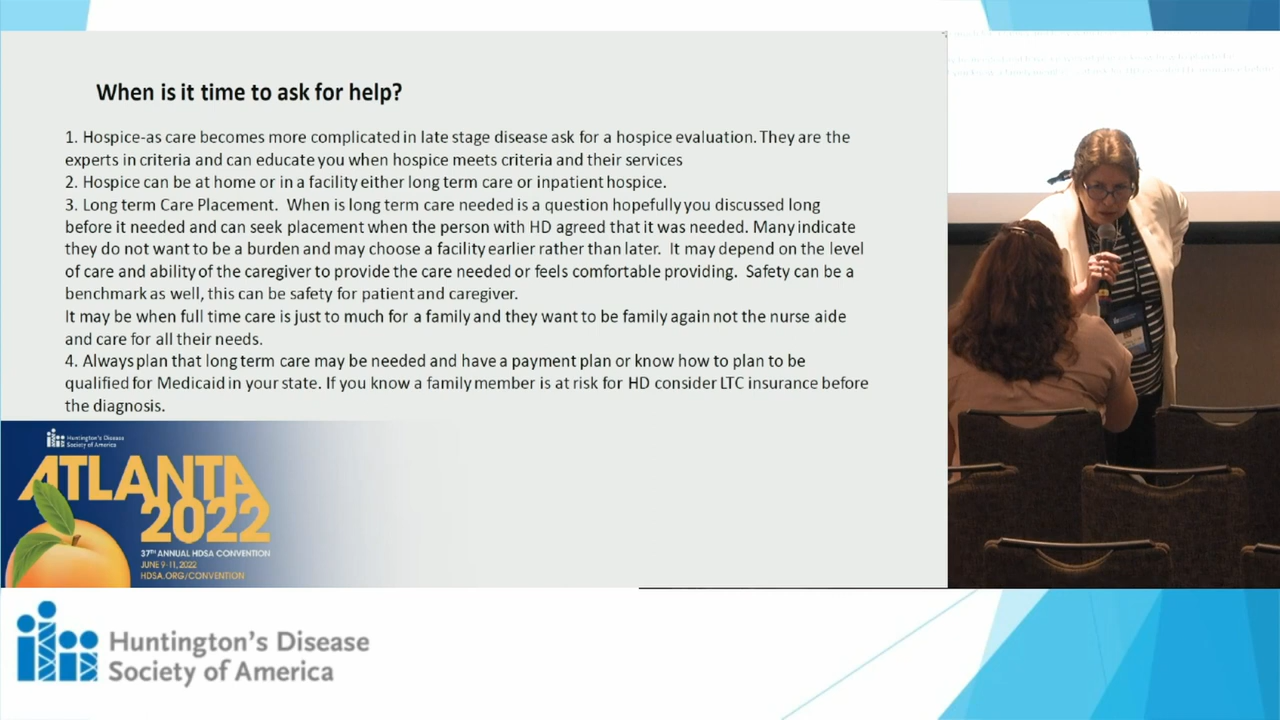 When is it time to ask for help?
1. Hospice-as care becomes more complicated in late stage disease ask for a hospice evaluation. They are the
experts in criteria and can educate you when hospice meets criteria and their services
2. Hospice can be at home or in a facility either long term care or inpatient hospice.
3. Long term Care Placement. When is long term care needed is a question hopefully you discussed long
before it needed and can seek placement when the person with HD agreed that it was needed. Many indicate
they do not want to be a burden and may choose a facility earlier rather than later. It may depend on the level
of care and ability of the caregiver to provide the care needed or feels comfortable providing. Safety can be a
benchmark as well, this can be safety for patient and caregiver.
It may be when full time care is just to much for a family and they want to be family again not the nurse aide
and care for all their needs.
4. Always plan that long term care may be needed and have a payment plan or know how to plan to be
qualified for Medicaid in your state. If you know a family member is at risk for HD consider LTC insurance before
the diagnosis.
Huntington's Disease
Society of America
ATLANTA
2022
37TH ANNUAL HDSA CONVENTION
JUNE 9-11, 2022
HDSA.ORG/CONVENTION
Huntington's Disease
Society of America